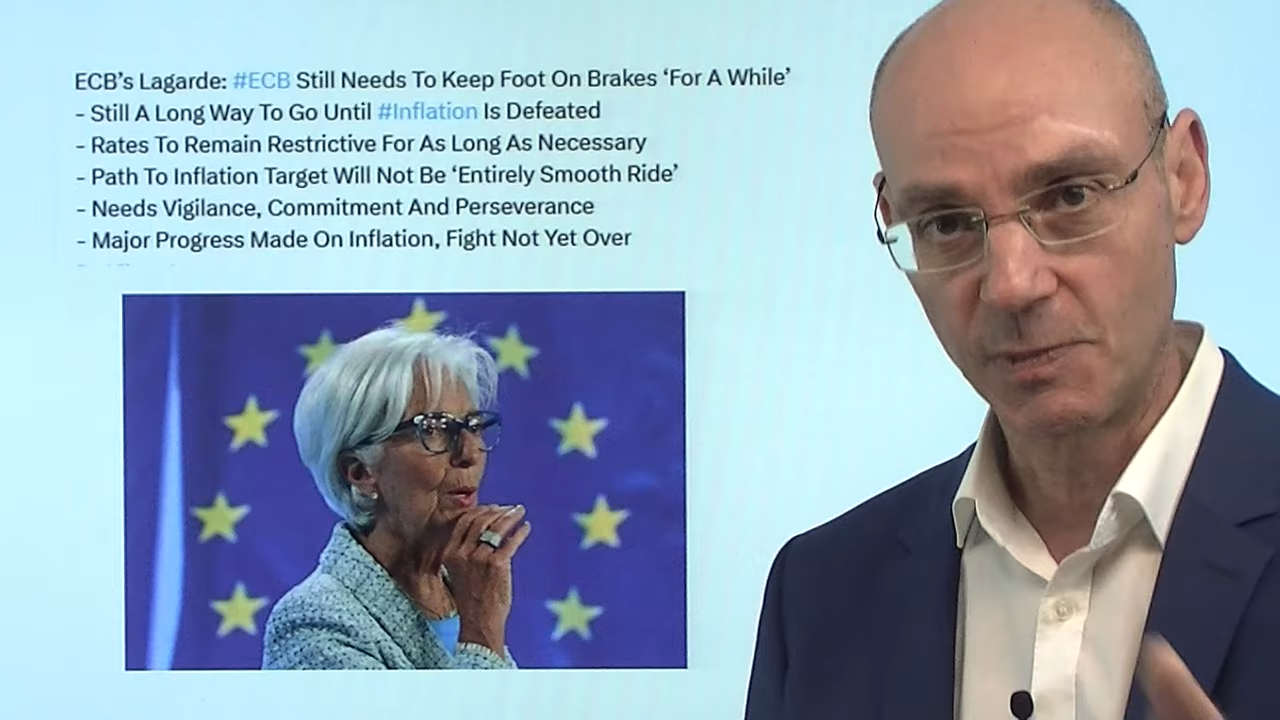 ECB’s Lagarde: #ECB Still Needs To Keep Foot On Brakes ‘For A While’
- Still A Long Way To Go Until #Inflation Is Defeated
- Rates To Remain Restrictive For As Long As Necessary
- Path To Inflation Target Will Not Be ‘Entirely Smooth Ride’
- Needs Vigilance, Commitment And Perseverance
- Major Progress Made On Inflation, Fight Not Yet Over